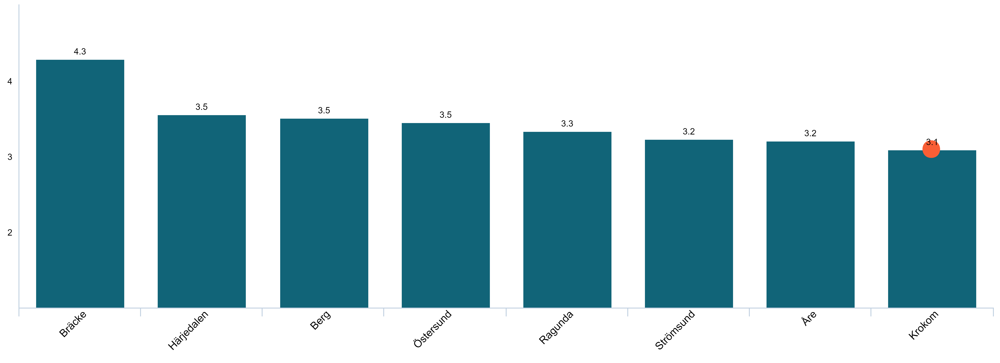 4.3
3.5
3.5
3.5
3.3
3.2
3.2
3.1
4
3
2
Bräcke
Härjedalen
Berg
Östersund
Ragunda
Strömsund
Åre
Krokom